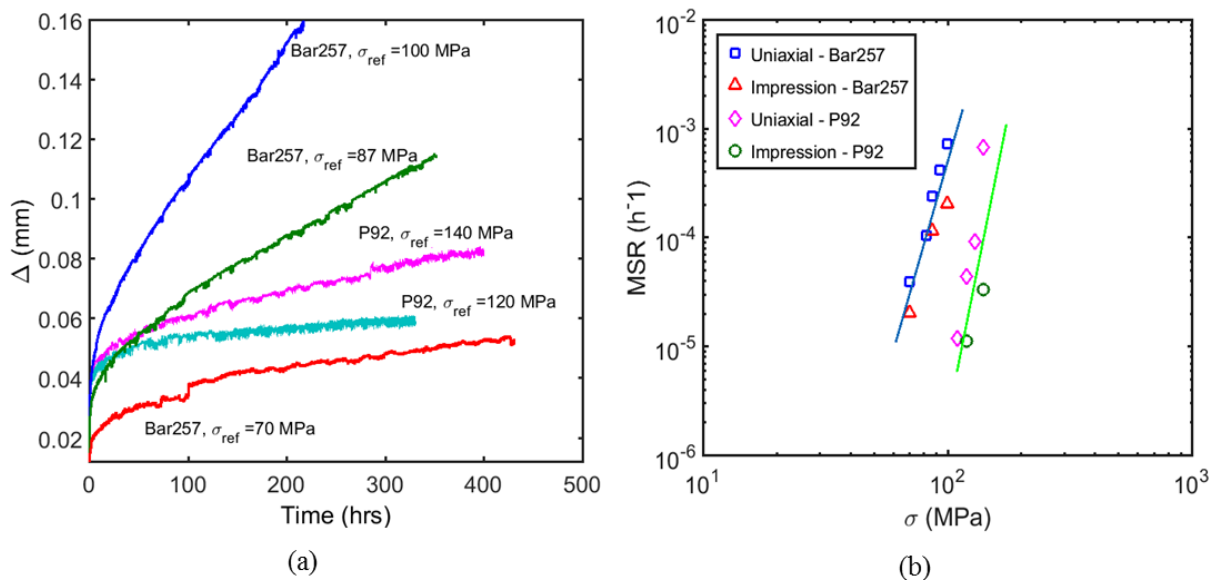 0.16
0.14
0.12
0.1
0.08
0.06
0.04
0.02
Δ (mm)
Bar257, σref =100 MPa
Bar257, σref =87 MPa
P92, σref =140 MPa
P92, σref =120 MPa
Bar257, σref =70 MPa
0 100 200 300 400 500
Time (hrs)
(a)
10-2
10-3
10-4
10-5
10-6
MSR (h-1)
Uniaxial - Bar257
Impression - Bar257
Uniaxial - P92
Impression - P92
101 102 103
σ (MPa)
(b)